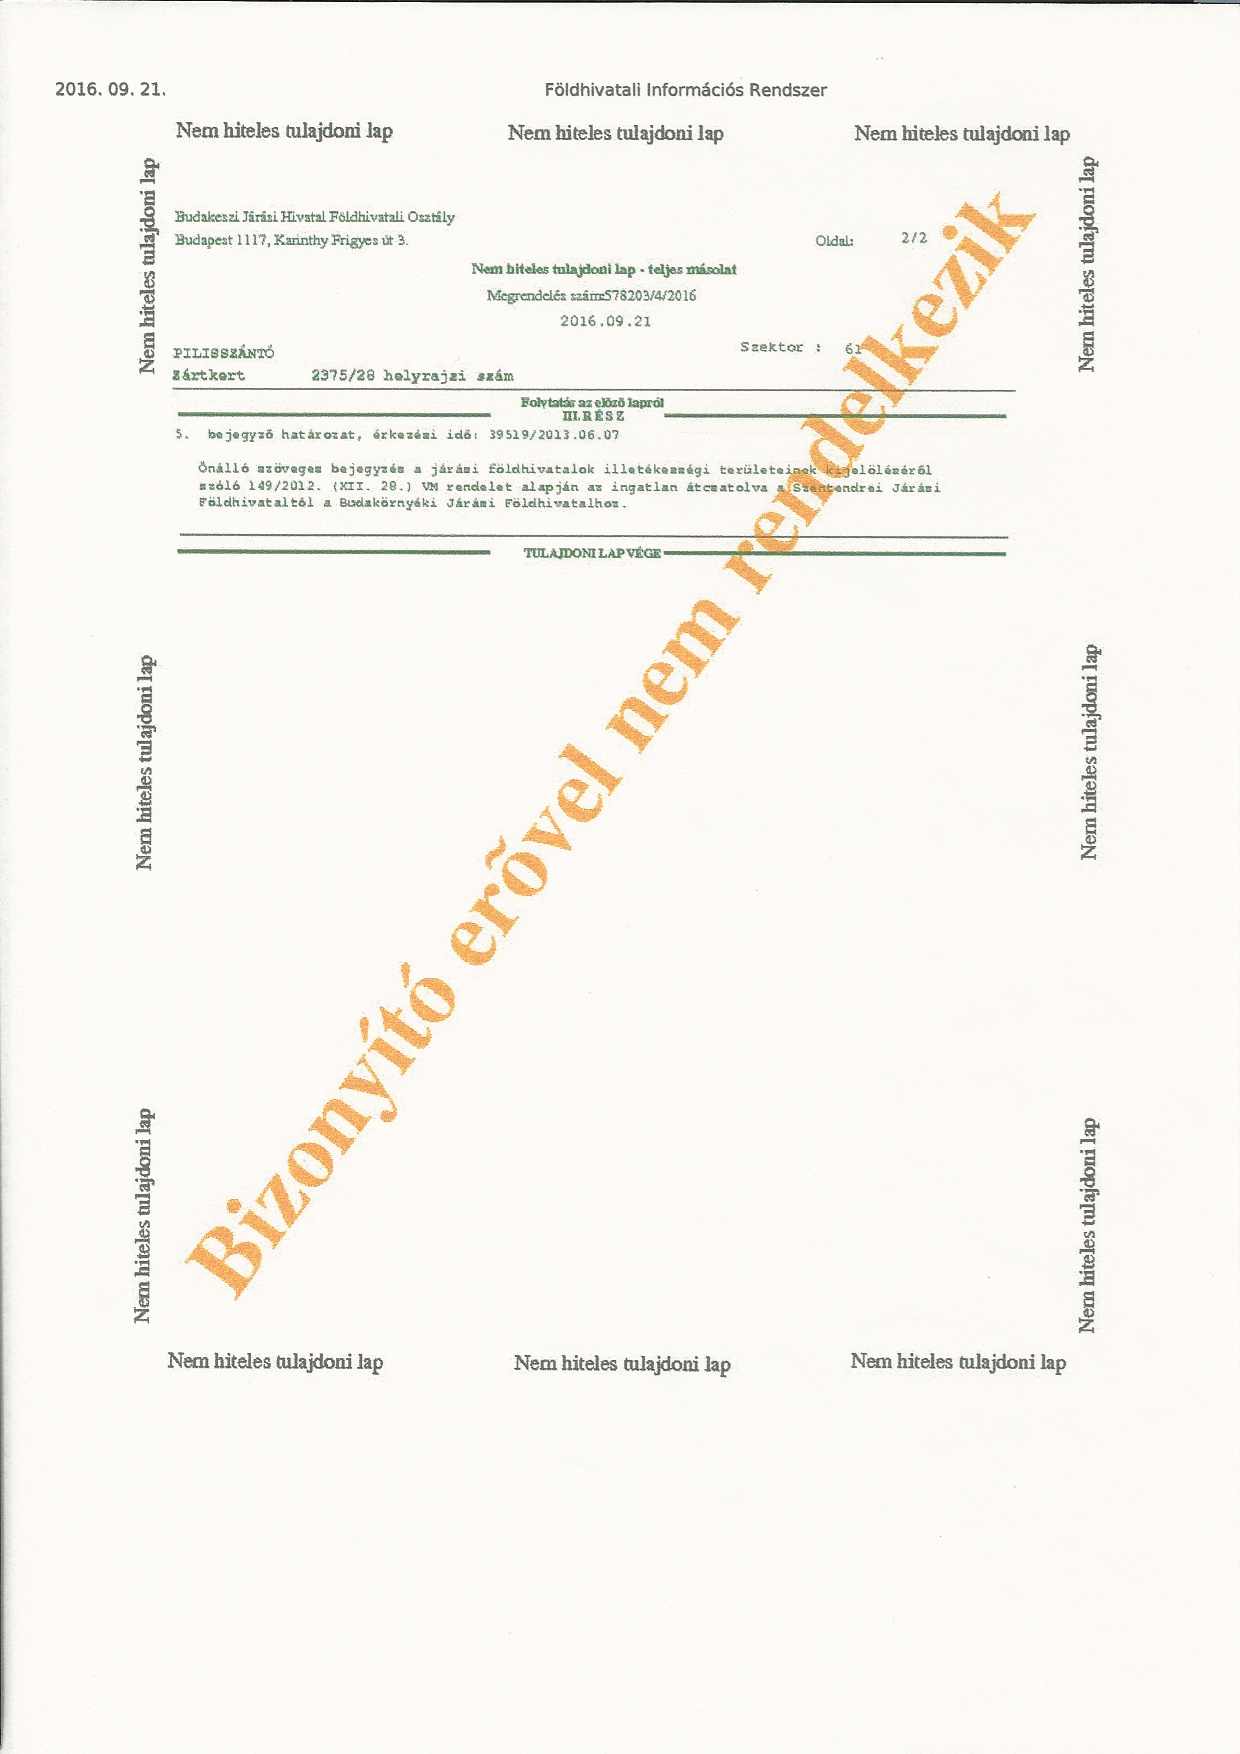 2016. 09. 21.
Földhivatali Információs Rendszer
Nem hiteles tulajdoni lap
Nem hiteles tulajdoni lap
Nem hiteles tulajdoni lap
Nem hiteles tulajdoni lap
Nem hiteles tulajdoni lap
Budakeszi Járási Hivatal Földhivatali Osztály
Budapest 1117, Karinthy Frigyes út 3.
Oldal: 2/2
Nem hiteles tulajdoni lap - teljes másolat
Megrendelés szám:578203/4/2016
2016.09.21
Szektor : 61
PILISSZÁNTÓ
Zártkert 2375/28 helyrajzi szám
Folytatás az előző lapról
III.RÉSZ
5. bejegyző határozat, érkezési idő: 39519/2013.06.07
Önálló szöveges bejegyzés a járási földhivatalok illetékességi területeinek kijelöléséről
szóló 149/2012. (XII. 28.) VM rendelet alapján az ingatlan átcsatolva a Szentendrei Járási
Földhivataltól a Budakörnyéki Járási Földhivatalhoz.
TULAJDONI LAP VÉGE
Bizonyító erõvel nem rendelkezik
Nem hiteles tulajdoni lap
Nem hiteles tulajdoni lap
Nem hiteles tulajdoni lap
Nem hiteles tulajdoni lap
Nem hiteles tulajdoni lap
Nem hiteles tulajdoni lap
Nem hiteles tulajdoni lap